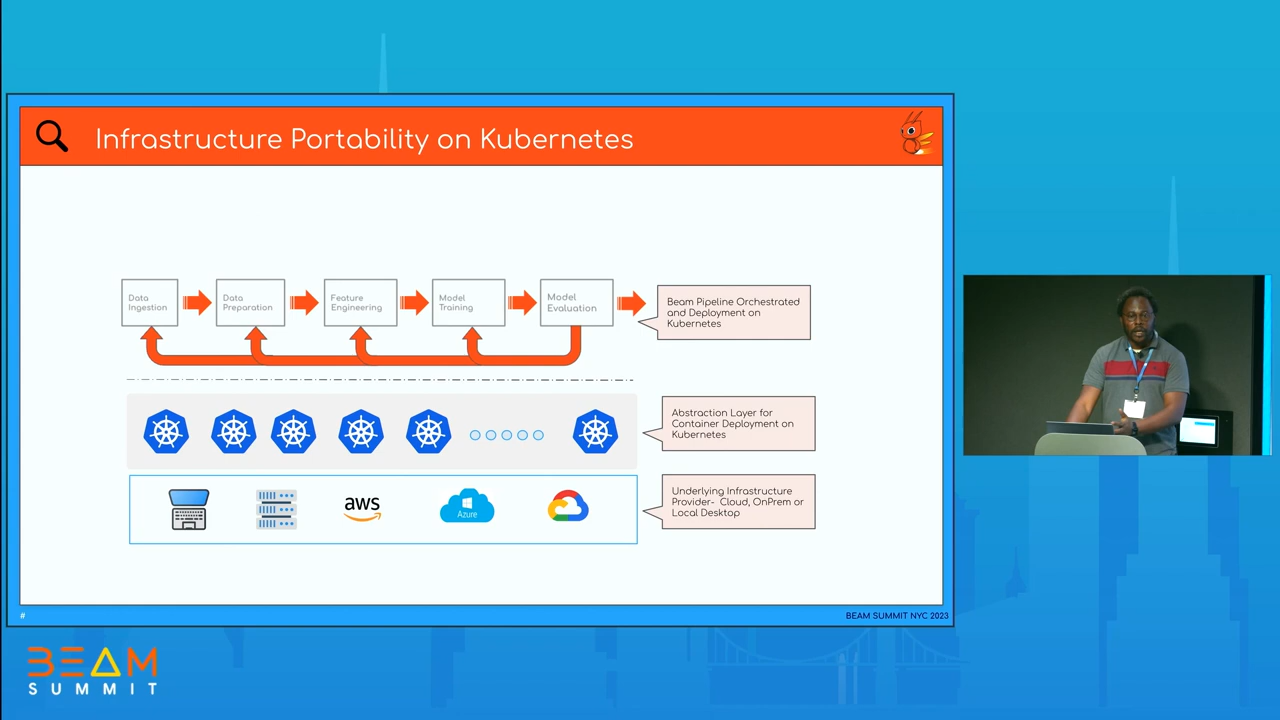 Infrastructure Portability on Kubernetes
Data
Ingestion
Data
Preparation
Feature
Engineering
Model
Training
Model
Evaluation
Beam Pipeline Orchestrated
and Deployment on
Kubernetes
Abstraction Layer for
Container Deployment on
Kubernetes
aws
Azure
Underlying Infrastructure
Provider- Cloud, OnPrem or
Local Desktop
#
BEAM SUMMIT NYC 2023
BEAM
SUMMIT